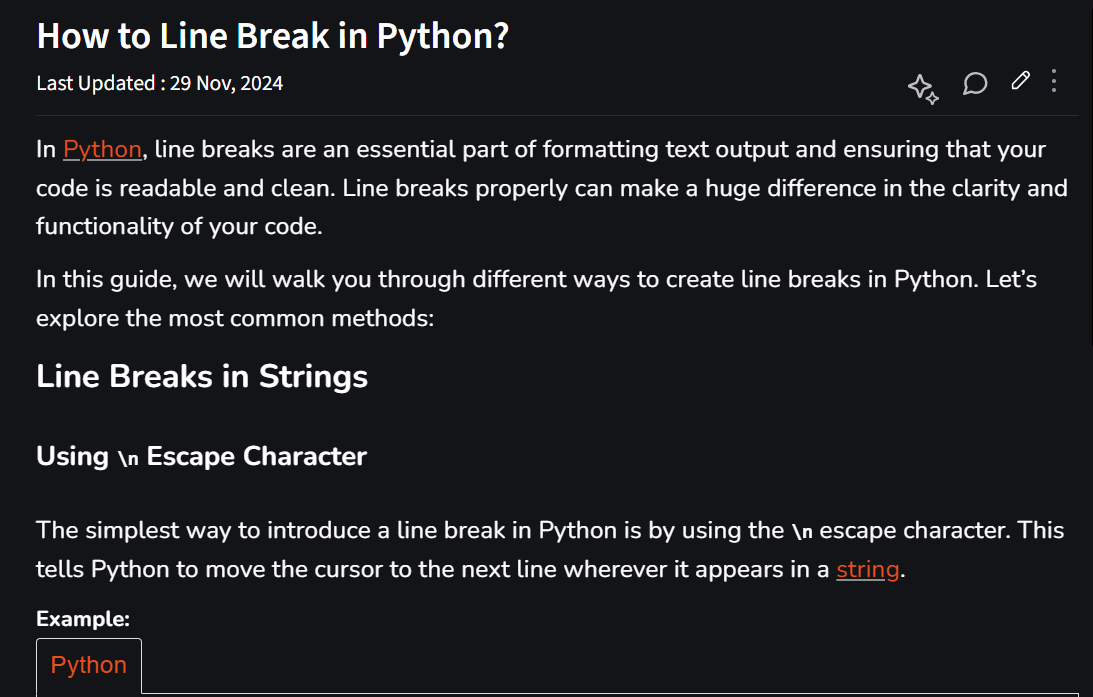 How to Line Break in Python?
Last Updated : 29 Nov, 2024
In Python, line breaks are an essential part of formatting text output and ensuring that your
code is readable and clean. Line breaks properly can make a huge difference in the clarity and
functionality of your code.
In this guide, we will walk you through different ways to create line breaks in Python. Let’s
explore the most common methods:
Line Breaks in Strings
Using \n Escape Character
The simplest way to introduce a line break in Python is by using the \n escape character. This
tells Python to move the cursor to the next line wherever it appears in a string.
Example:
Python